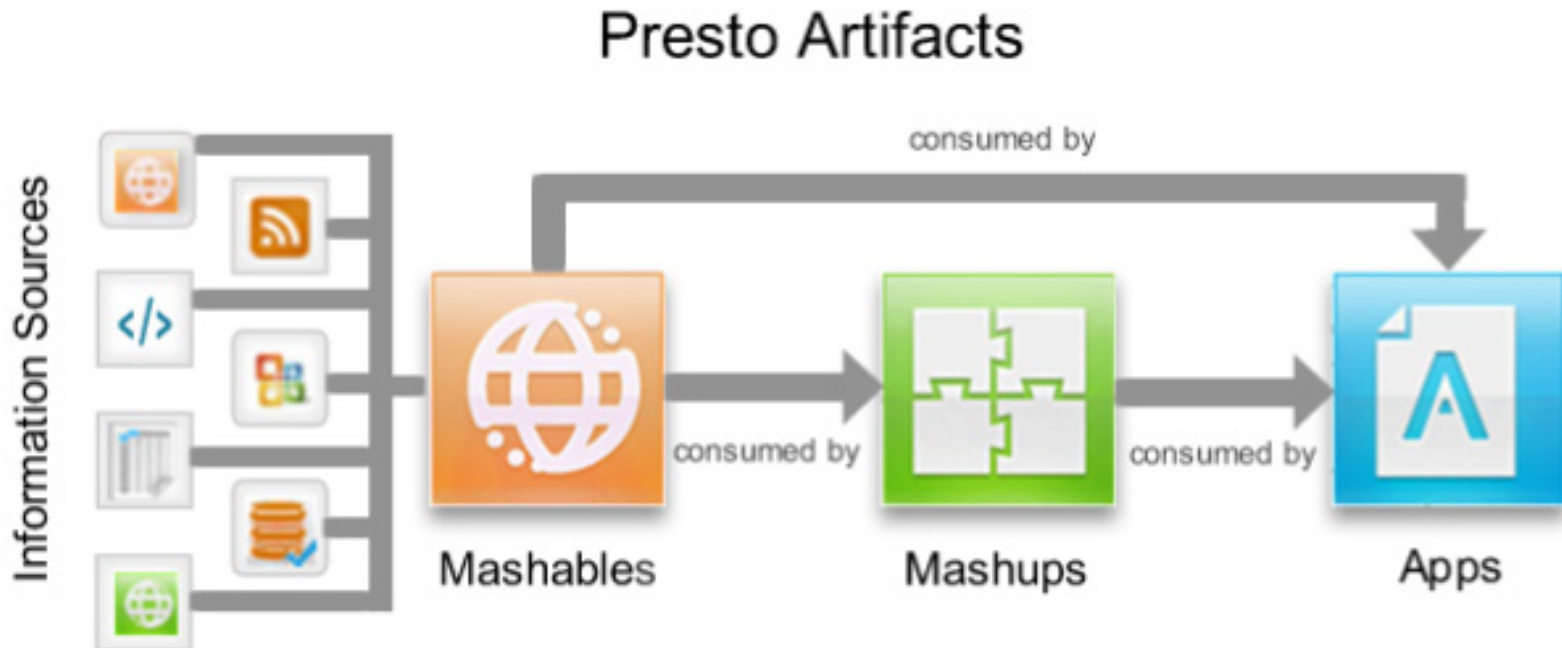 Presto Artifacts
Information Sources
consumed by
</>
consumed by
consumed by
A
Mashables
Mashups
Apps